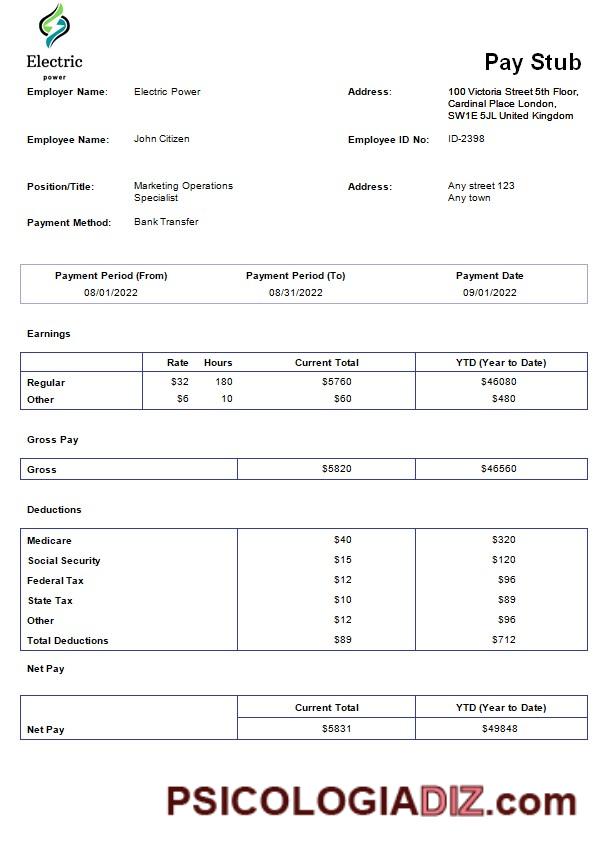 Electric
power
Pay Stub
Employer Name: Electric Power Address: 100 Victoria Street 5th Floor,
Cardinal Place London,
SW1E 5JL United Kingdom
Employee Name: John Citizen Employee ID No: ID-2398
Position/Title: Marketing Operations Address: Any street 123
Specialist Any town
Payment Method: Bank Transfer
Payment Period (From) Payment Period (To) Payment Date
08/01/2022 08/31/2022 09/01/2022
Earnings
Rate Hours Current Total YTD (Year to Date)
Regular $32 180 $5760 $46080
Other $6 10 $60 $480
Gross Pay
Gross $5820 $46560
Deductions
Medicare $40 $320
Social Security $15 $120
Federal Tax $12 $96
State Tax $10 $89
Other $12 $96
Total Deductions $89 $712
Net Pay
Current Total YTD (Year to Date)
Net Pay $5831 $49848
PSICOLOGIADIZ.com